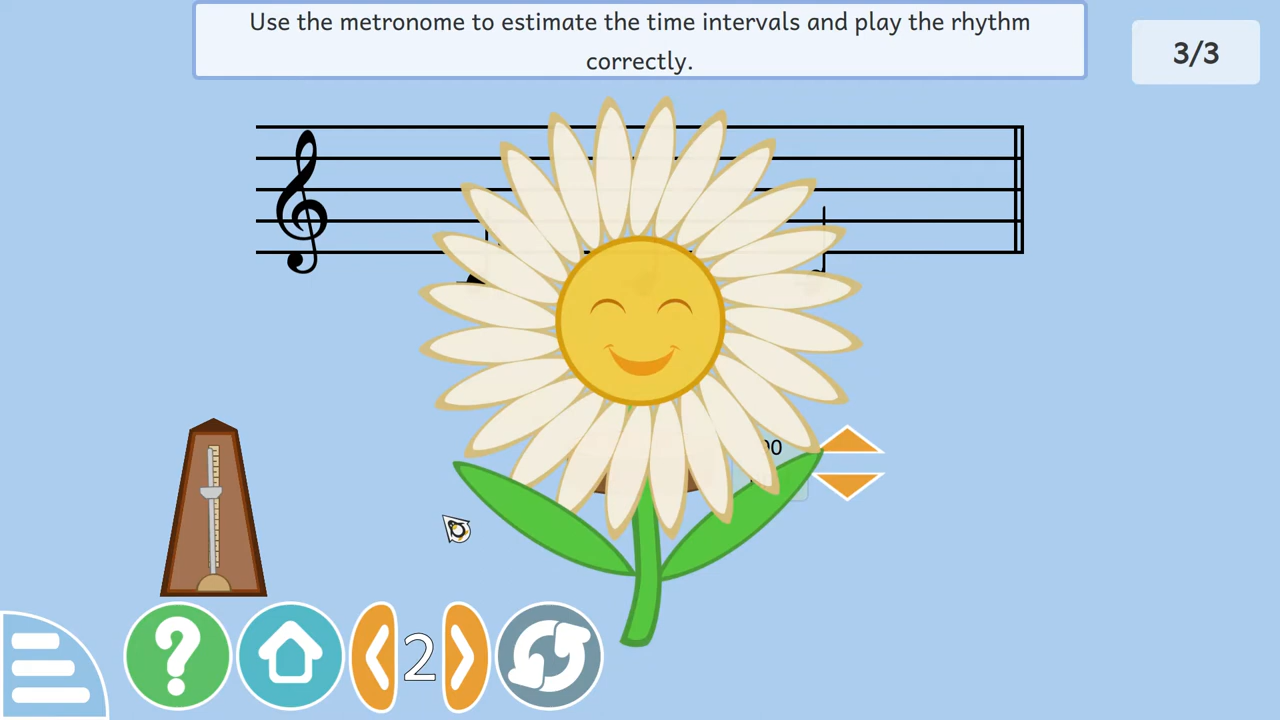 Use the metronome to estimate the time intervals and play the rhythm
correctly.
3/3
2